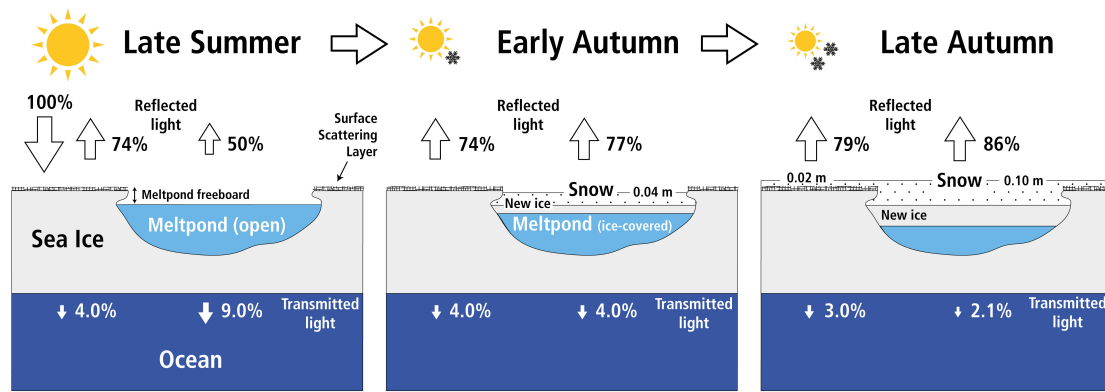 Late Summer
Early Autumn
Late Autumn
100%
Reflected
light
74%
50%
Surface
Scattering
Layer
Meltpond freeboard
Meltpond (open)
Sea Ice
4.0%
9.0%
Transmitted
light
Ocean
Reflected
light
74%
77%
Snow
0.04 m
New ice
Meltpond (ice-covered)
4.0%
4.0%
Transmitted
light
Reflected
light
79%
86%
0.02 m
Snow
0.10 m
New ice
3.0%
2.1%
Transmitted
light